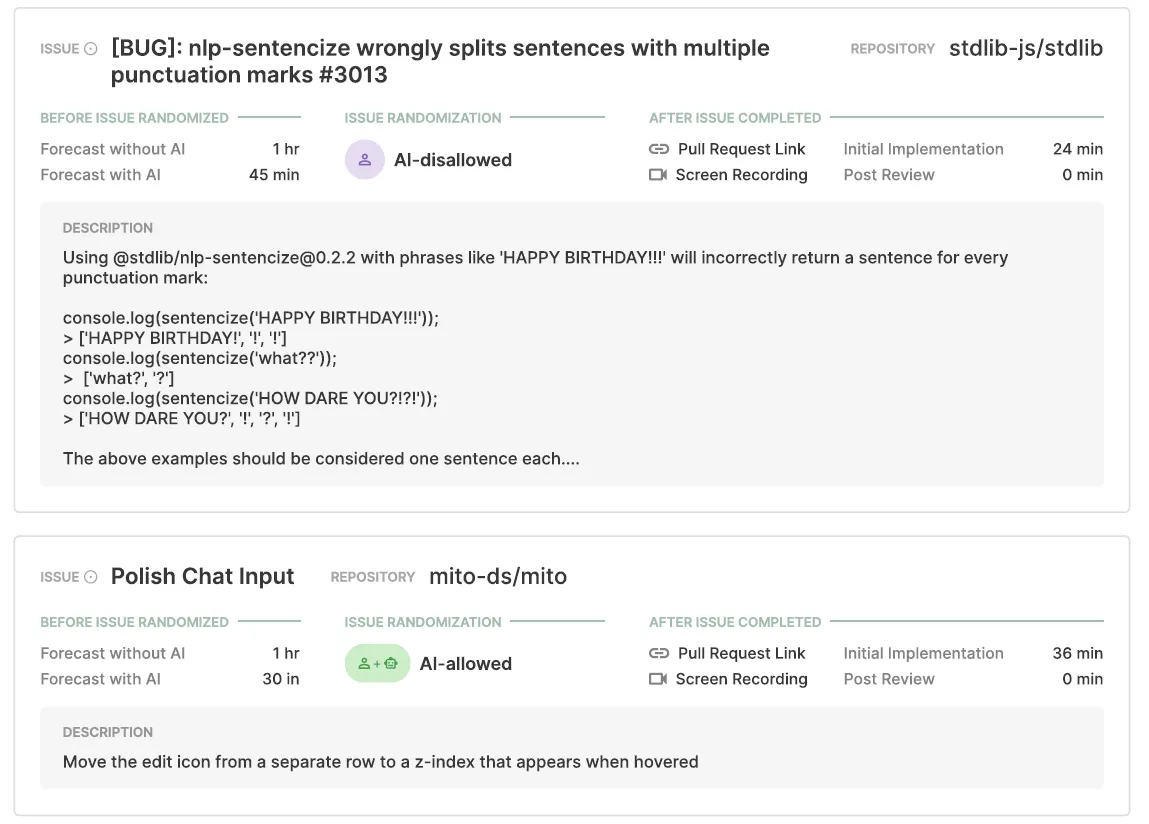 ISSUE [BUG]: nlp-sentencize wrongly splits sentences with multiple
punctuation marks #3013
REPOSITORY stdlib-js/stdlib
BEFORE ISSUE RANDOMIZED
Forecast without AI 1 hr
Forecast with AI 45 min
ISSUE RANDOMIZATION
AI-disallowed
AFTER ISSUE COMPLETED
Pull Request Link Initial Implementation 24 min
Screen Recording Post Review 0 min
DESCRIPTION
Using @stdlib/nlp-sentencize@0.2.2 with phrases like 'HAPPY BIRTHDAY!!!' will incorrectly return a sentence for every
punctuation mark:
console.log(sentencize('HAPPY BIRTHDAY!!!'));
> ['HAPPY BIRTHDAY!', '!', '!']
console.log(sentencize('what??'));
> ['what?', '?']
console.log(sentencize('HOW DARE YOU?!?!'));
> ['HOW DARE YOU?', '!', '?', '!']
The above examples should be considered one sentence each....
ISSUE Polish Chat Input REPOSITORY mito-ds/mito
BEFORE ISSUE RANDOMIZED
Forecast without AI 1 hr
Forecast with AI 30 in
ISSUE RANDOMIZATION
AI-allowed
AFTER ISSUE COMPLETED
Pull Request Link Initial Implementation 36 min
Screen Recording Post Review 0 min
DESCRIPTION
Move the edit icon from a separate row to a z-index that appears when hovered